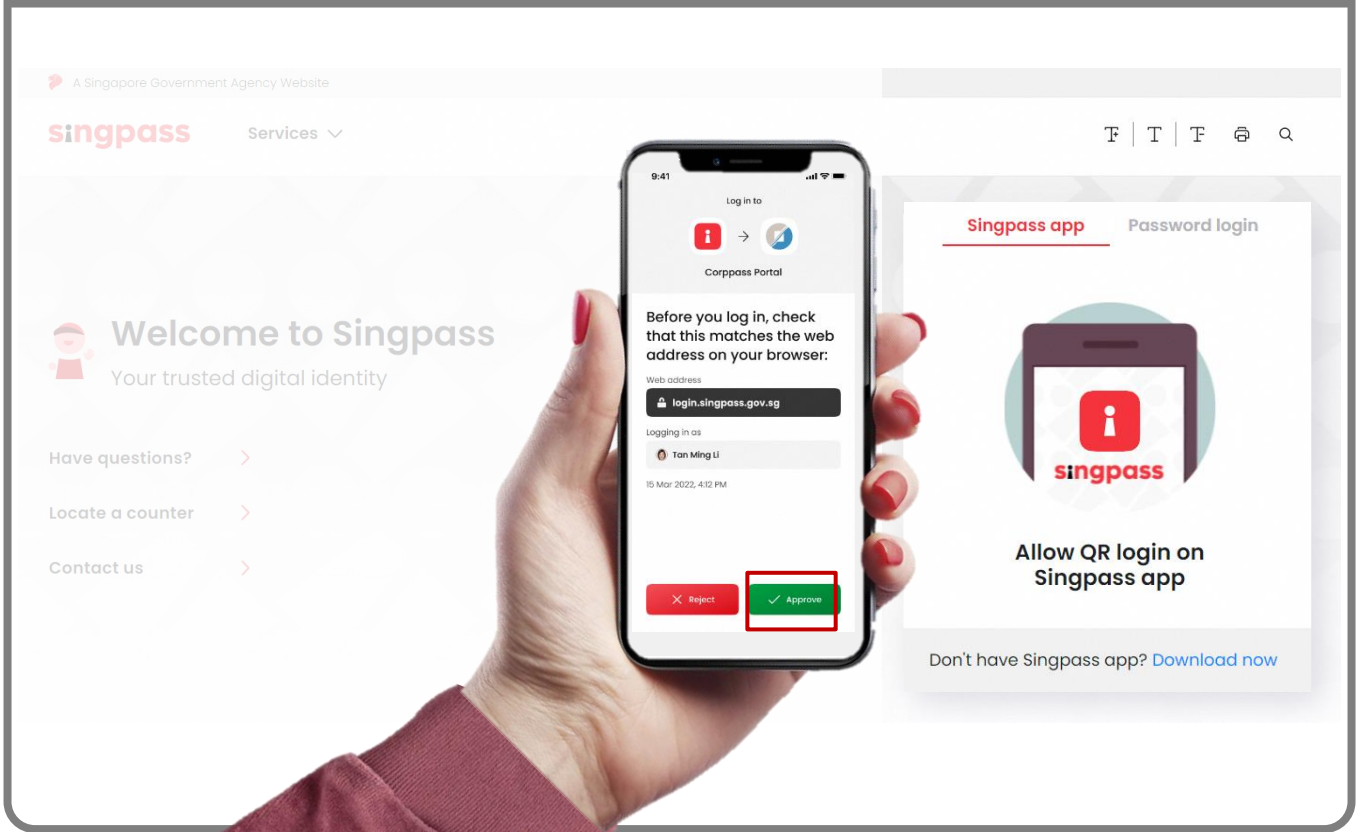 A Singapore Government Agency Website
singpass
Services
Welcome to Singpass
Your trusted digital identity
Have questions?
Locate a counter
Contact us
9:41
Log in to
Corppass Portal
Before you log in, check
that this matches the web
address on your browser:
Web address
login.singpass.gov.sg
Logging in as
Tan Ming Li
15 Mar 2022, 4:12 PM
Reject
Approve
T+
T
T-
Singpass app
Password login
singpass
Allow QR login on
Singpass app
Don't have Singpass app? Download now